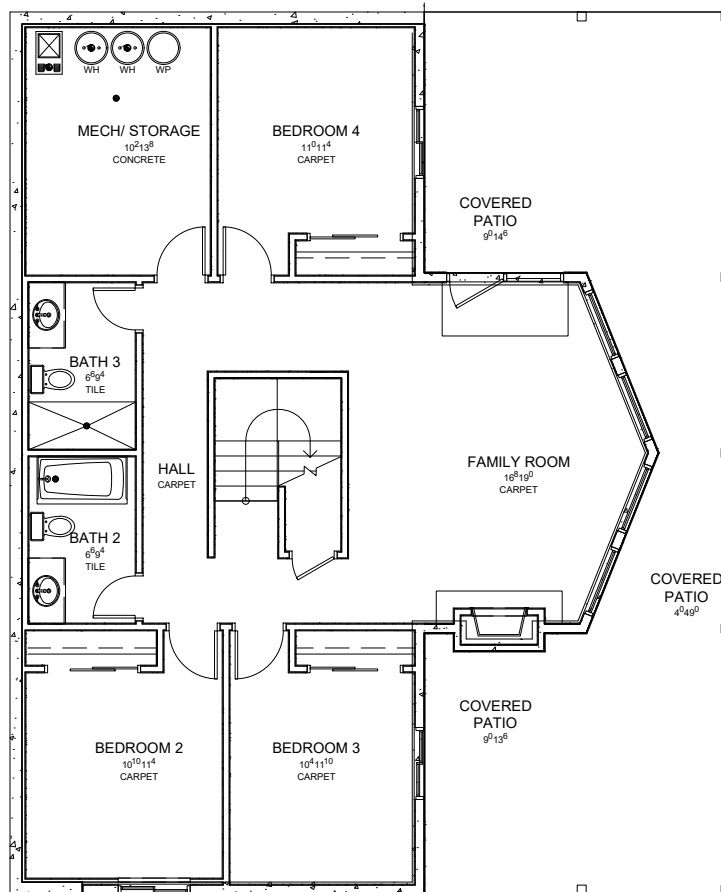 WH WH WP
MECH/ STORAGE
10²13⁸
CONCRETE
BEDROOM 4
11⁰11⁴
CARPET
COVERED
PATIO
9⁰14⁶
BATH 3
6⁶9⁴
TILE
HALL
CARPET
FAMILY ROOM
16⁸19⁰
CARPET
BATH 2
6⁶9⁴
TILE
COVERED
PATIO
4⁰49⁰
COVERED
PATIO
9⁰13⁶
BEDROOM 2
10¹⁰11⁴
CARPET
BEDROOM 3
10⁴11¹⁰
CARPET